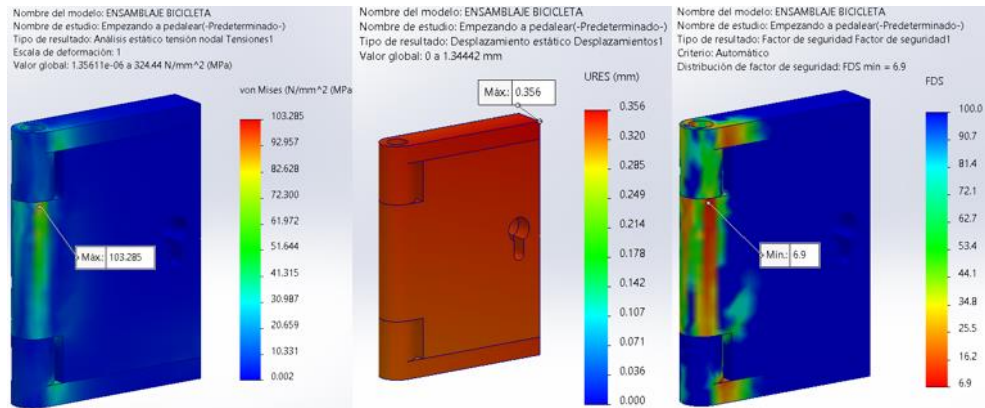 Nombre del modelo: ENSAMBLAJE BICICLETA
Nombre de estudio: Empezando a pedalear(-Predeterminado-)
Tipo de resultado: Análisis estático tensión nodal Tensiones1
Escala de deformación: 1
Valor global: 1.35611e-06 a 324.44 N/mm^2 (MPa)
von Mises (N/mm^2 (MPa
103.285
92.957
82.628
72.300
61.972
51.644
41.315
30.987
20.659
10.331
0.002
Máx.: 103.285
Nombre del modelo: ENSAMBLAJE BICICLETA
Nombre de estudio: Empezando a pedalear(-Predeterminado-)
Tipo de resultado: Desplazamiento estático Desplazamientos1
Valor global: 0 a 1.34442 mm
URES (mm)
Máx.: 0.356
0.356
0.320
0.285
0.249
0.214
0.178
0.142
0.107
0.071
0.036
0.000
Nombre del modelo: ENSAMBLAJE BICICLETA
Nombre de estudio: Empezando a pedalear(-Predeterminado-)
Tipo de resultado: Factor de seguridad Factor de seguridad1
Criterio: Automático
Distribución de factor de seguridad: FDS mín = 6.9
FDS
100.0
90.7
81.4
72.1
62.7
53.4
44.1
34.8
25.5
16.2
6.9
Mín.: 6.9